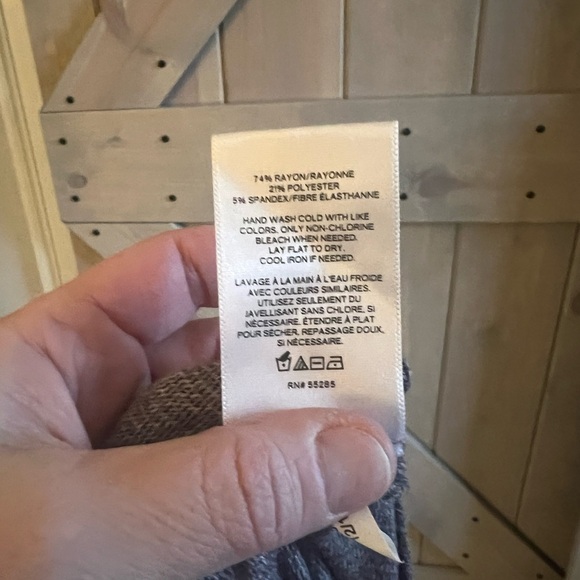 74% RAYON/RAYONNE
21% POLYESTER
5% SPANDEX/FIBRE ÉLASTHANNE
HAND WASH COLD WITH LIKE
COLORS. ONLY NON-CHLORINE
BLEACH WHEN NEEDED.
LAY FLAT TO DRY.
COOL IRON IF NEEDED.
LAVAGE À LA MAIN À L'EAU FROIDE
AVEC COULEURS SIMILAIRES.
UTILISEZ SEULEMENT DU
JAVELLISANT SANS CHLORE, SI
NÉCESSAIRE. ÉTENDRE À PLAT
POUR SÉCHER. REPASSAGE DOUX,
SI NÉCESSAIRE.
RN# 55285